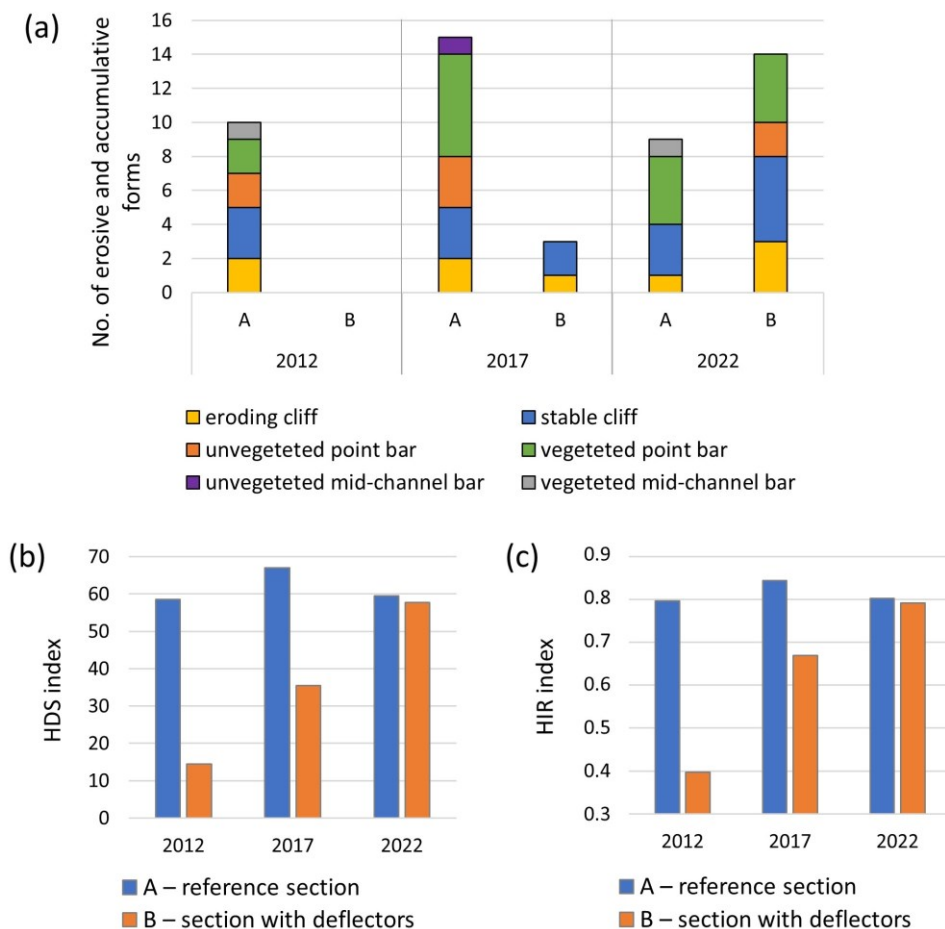 (a)
No. of erosive and accumulative
forms
16
14
12
10
8
6
4
2
0
A B A B A B
2012 2017 2022
eroding cliff stable cliff
unvegeteted point bar vegeteted point bar
unvegeteted mid-channel bar vegeteted mid-channel bar
(b)
HDS index
70
60
50
40
30
20
10
0
2012 2017 2022
A – reference section
B – section with deflectors
(c)
HIR index
0.9
0.8
0.7
0.6
0.5
0.4
0.3
2012 2017 2022
A – reference section
B – section with deflectors